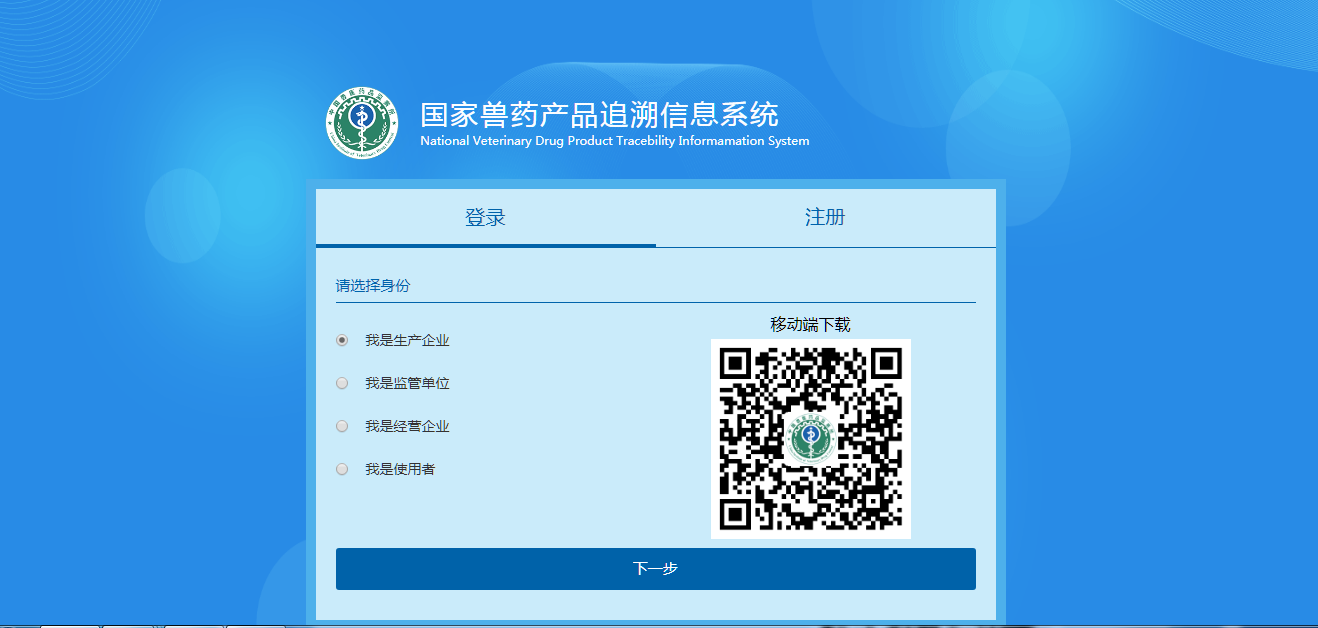 国家兽药产品追溯信息系统
National Veterinary Drug Product Tracebility Informamation System
登录
注册
请选择身份
移动端下载
我是生产企业
我是监管单位
我是经营企业
我是使用者
下一步